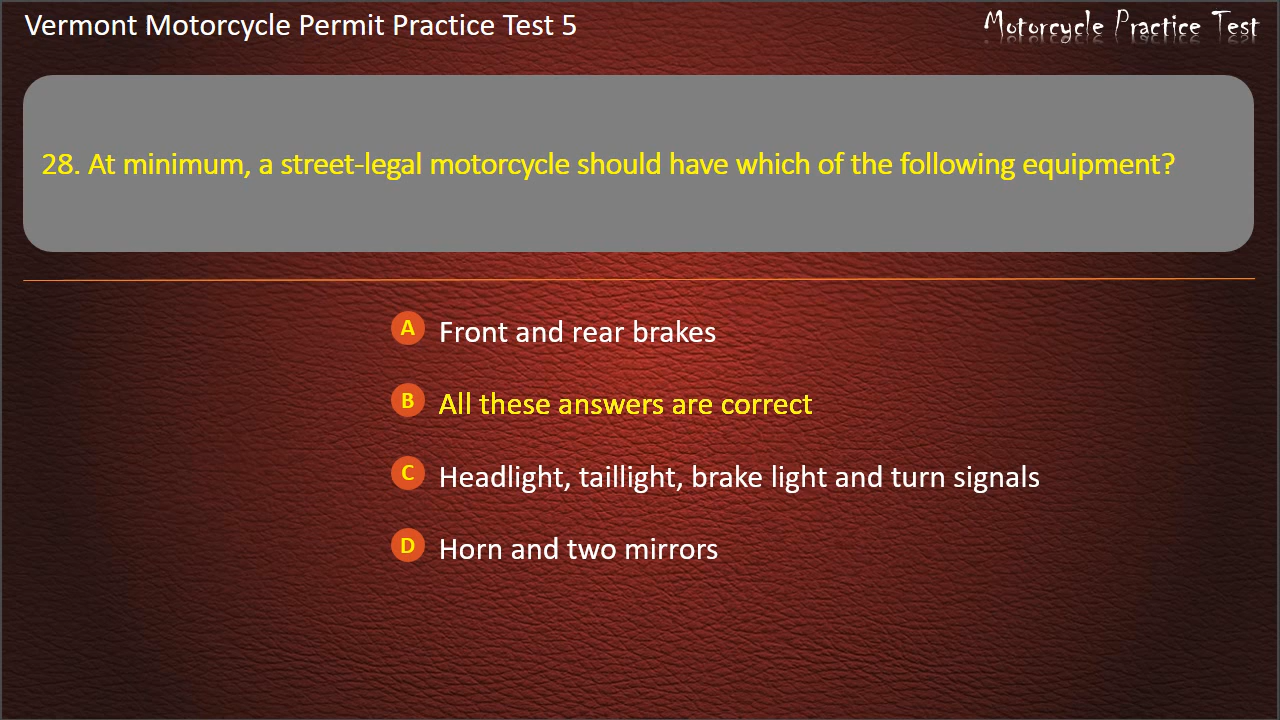 Vermont Motorcycle Permit Practice Test 5
Motorcycle Practice Test
28. At minimum, a street-legal motorcycle should have which of the following equipment?
A Front and rear brakes
B All these answers are correct
C Headlight, taillight, brake light and turn signals
D Horn and two mirrors